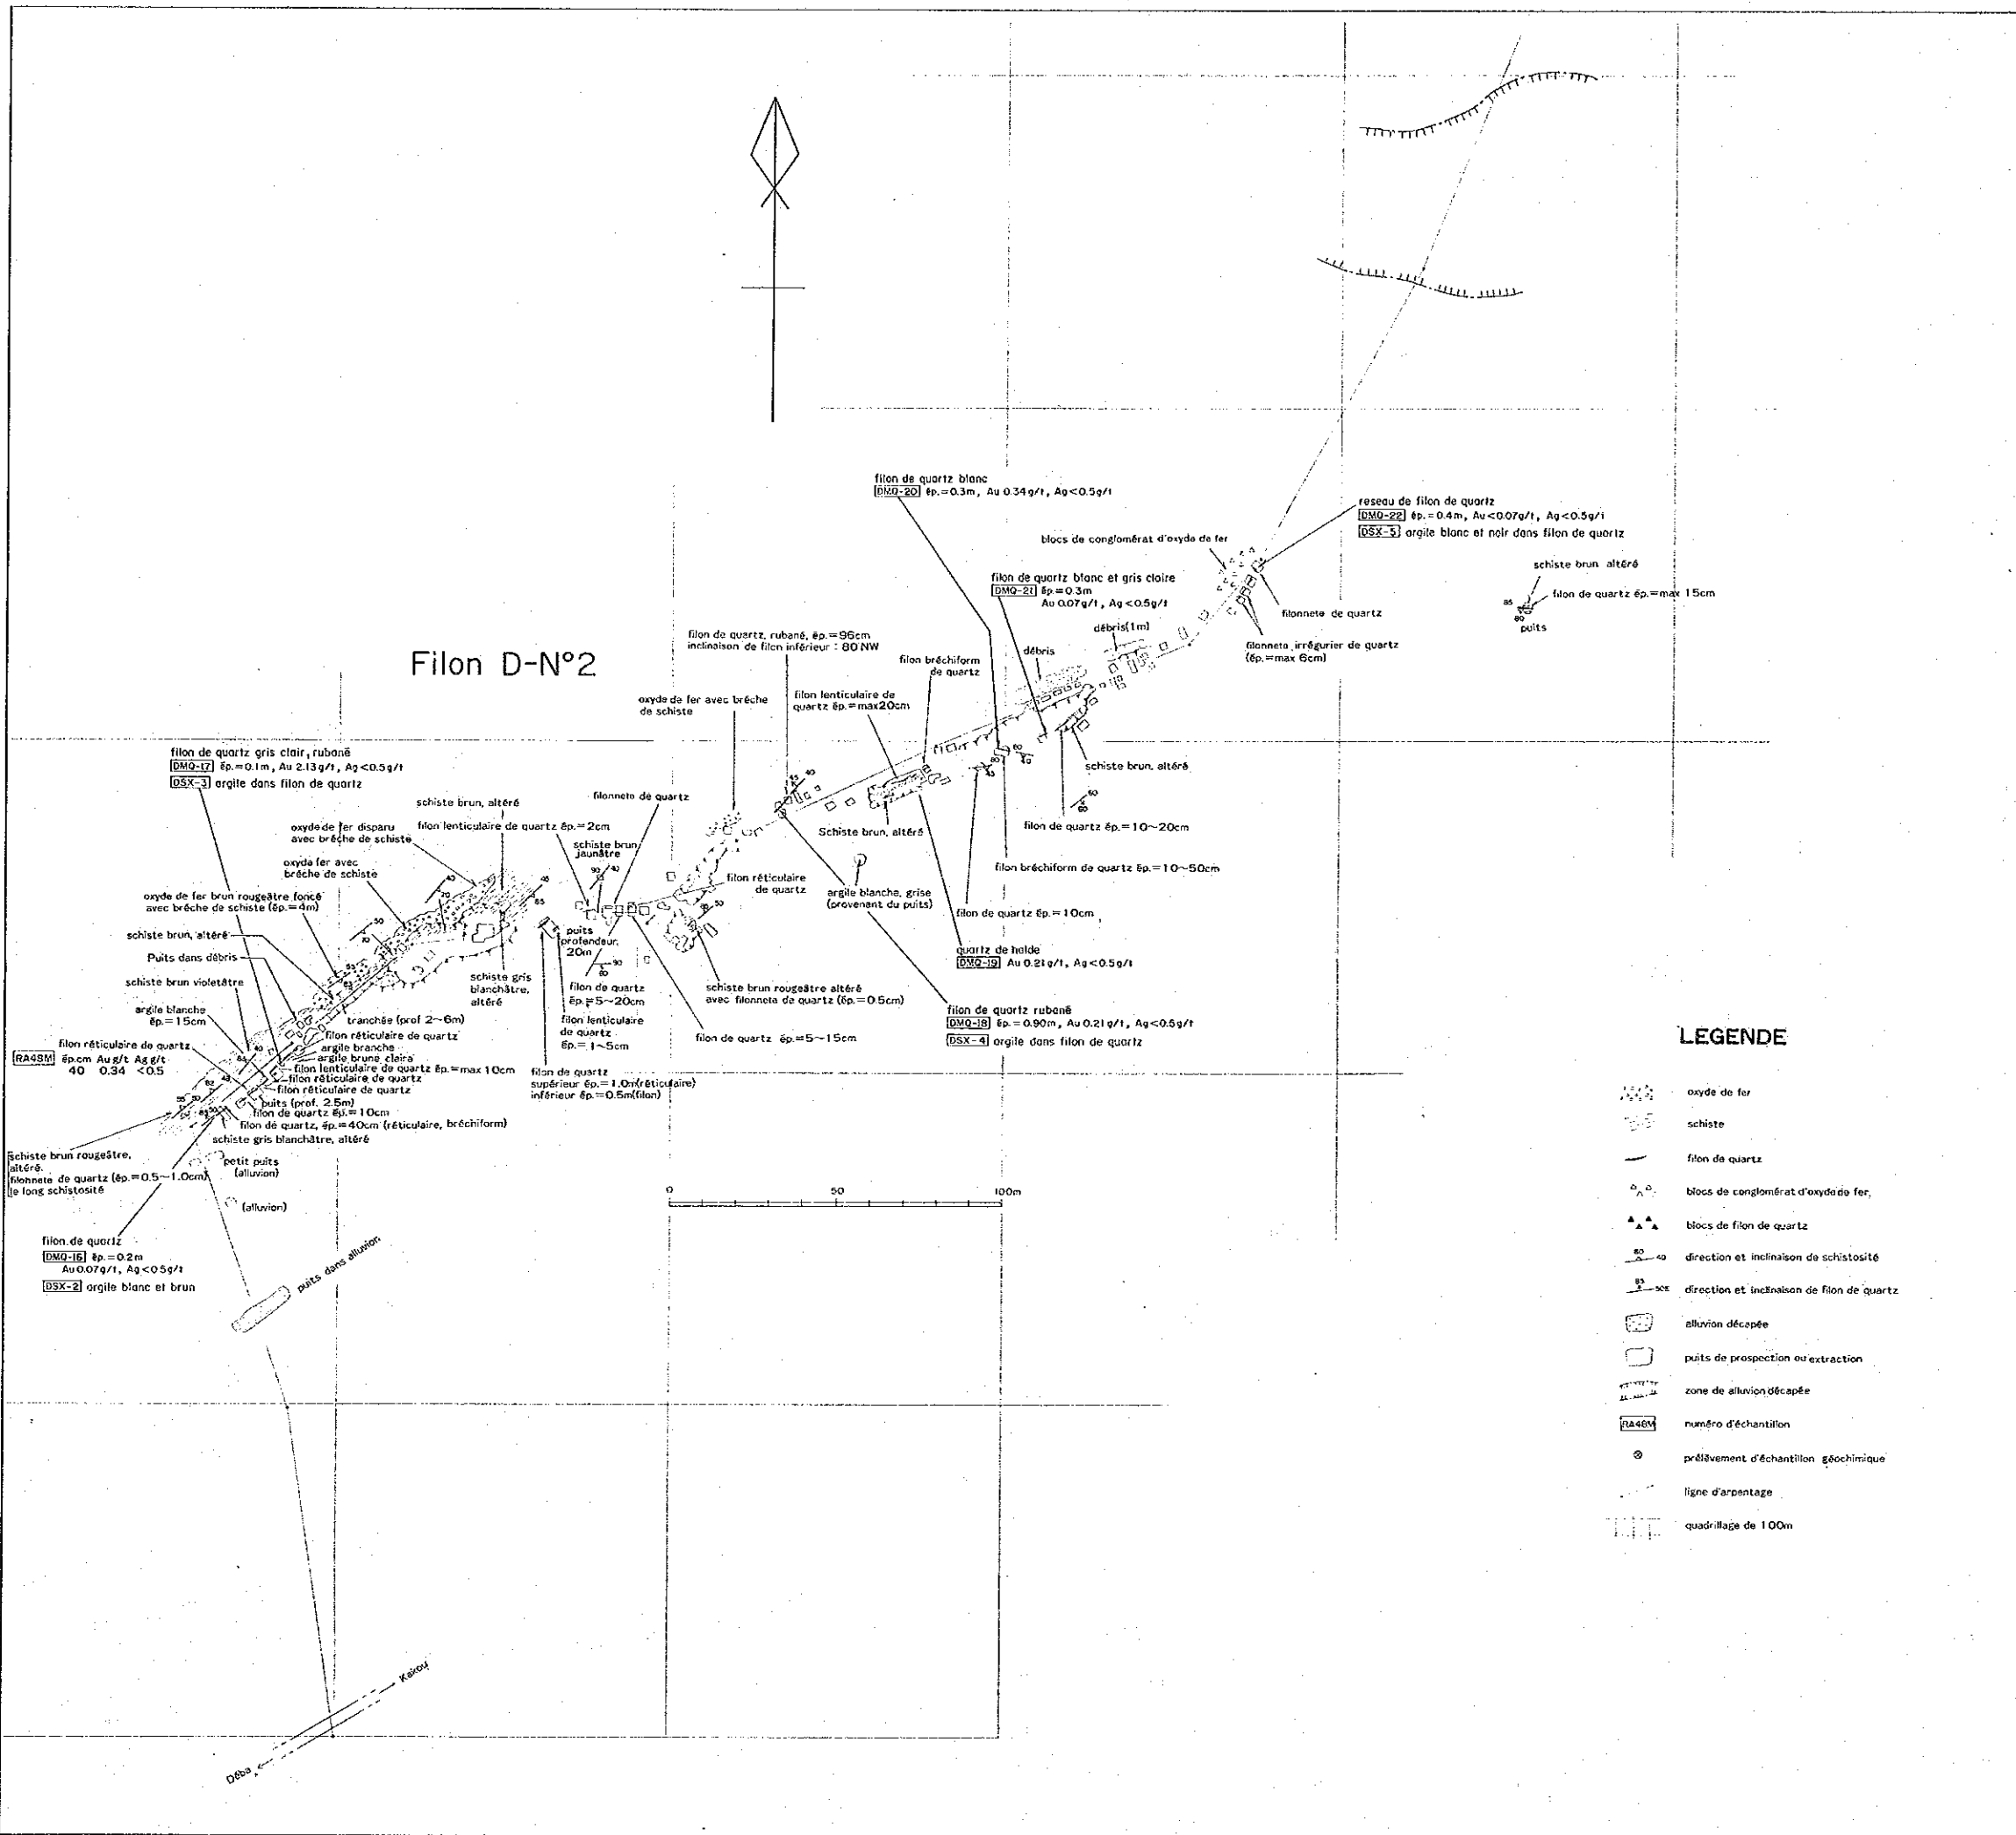 filon de quartz blanc
DMQ-20 ép.=0.3m, Au 0.34g/t, Ag<0.5g/t
reseau de filon de quartz
DMQ-22 ép.=0.4m, Au<0.07g/t, Ag<0.5g/t
DSX-5 argile blanc et noir dans filon de quartz
blocs de conglomérat d'oxyde de fer
schiste brun altéré
filon de quartz ép.=max 15cm
85
80
puits
filon de quartz blanc et gris claire
DMQ-21 ép.=0.3m
Au 0.07g/t, Ag<0.5g/t
filonneto de quartz
filonneto irrégurier de quartz
(ép.=max 6cm)
débris(1m)
débris
filon de quartz, rubané, ép.=96cm
inclinaison de filon inférieur : 80 NW
filon bréchiform
de quartz
Filon D-N°2
oxyde de fer avec bréche
de schiste
filon lenticulaire de
quartz ép.=max20cm
filon de quartz gris clair, rubané
DMQ-17 ép.=0.1m, Au 2.13g/t, Ag<0.5g/t
DSX-3 argile dans filon de quartz
schiste brun, altéré
schiste brun, altéré
filonneto de quartz
filon lenticulaire de quartz ép.=2cm
oxyde de fer disparu
avec brèche de schiste
schiste brun
jaunâtre
Schiste brun, altéré
filon de quartz ép.=10~20cm
oxyde fer avec
brèche de schiste
filon bréchiform de quartz ép.=10~50cm
filon réticulaire
de quartz
argile blanche, grise
(provenant du puits)
oxyde de fer brun rougeâtre foncé
avec brèche de schiste (ép.=4m)
filon de quartz ép.=10cm
schiste brun, altéré
puits
profendeur
20m
quartz de halde
DMQ-19 Au 0.21g/t, Ag<0.5g/t
Puits dans débris
schiste brun violetâtre
schiste gris
blanchâtre,
altéré
filon de quartz
ép.=5~20cm
schiste brun rougeâtre altéré
avec filonneta de quartz (ép.=0.5cm)
argile blanche
ép.=15cm
tranchée (prof 2~6m)
filon lenticulaire
de quartz
ép.=1~5cm
filon de quartz rubané
DMQ-18 ép.=0.90m, Au 0.21g/t, Ag<0.5g/t
DSX-4 argile dans filon de quartz
filon de quartz ép.=5~15cm
filon réticulaire de quartz
filon réticulaire de quartz
argile branche
argile brune claira
RA48M ép.cm Au g/t Ag g/t
40 0.34 <0.5
filon lenticulaire de quartz ép.=max 10cm
filon réticulaire de quartz
filon réticulaire de quartz
puits (prof. 2.5m)
filon de quartz ép.=10cm
filon de quartz, ép.=40cm (réticulaire, bréchiform)
schiste gris blanchâtre, altéré
filon de quartz
supérieur ép.=1.0m(réticulaire)
inférieur ép.=0.5m(filon)
schiste brun rougeâtre,
altéré.
filonneto de quartz (ép.=0.5~1.0cm)
le long schistosité
petit puits
(alluvion)
(alluvion)
filon de quartz
DMQ-16 ép.=0.2m
Au 0.07g/t, Ag<0.5g/t
DSX-2 argile blanc et brun
puits dans alluvion
0 50 100m
Kakou
Déba
LEGENDE
oxyde de fer
schiste
filon de quartz
blocs de conglomérat d'oxyde de fer
blocs de filon de quartz
80 40 direction et inclinaison de schistosité
85 50E direction et inclinaison de filon de quartz
alluvion décapée
puits de prospection ou extraction
zone de alluvion décapée
RA48M numéro d'échantillon
prélèvement d'échantillon géochimique
ligne d'arpentage
quadrillage de 100m